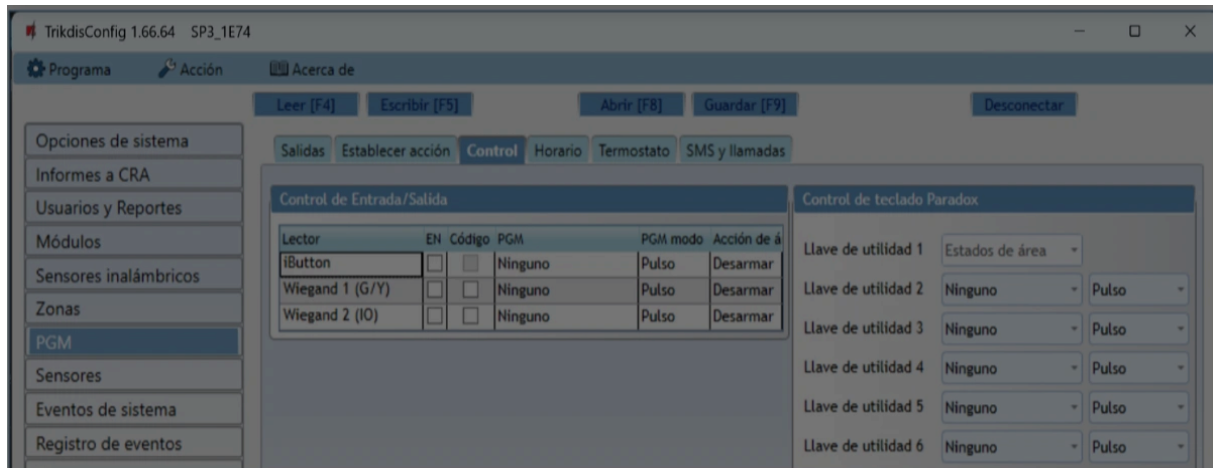 TrikdisConfig 1.66.64 SP3_1E74
Programa Acción Acerca de
Leer [F4] Escribir [F5] Abrir [F8] Guardar [F9] Desconectar
Opciones de sistema
Informes a CRA
Usuarios y Reportes
Módulos
Sensores inalámbricos
Zonas
PGM
Sensores
Eventos de sistema
Registro de eventos
Salidas Establecer acción Control Horario Termostato SMS y llamadas
Control de Entrada/Salida
Lector EN Código PGM PGM modo Acción de á
iButton Ninguno Pulso Desarmar
Wiegand 1 (G/Y) Ninguno Pulso Desarmar
Wiegand 2 (IO) Ninguno Pulso Desarmar
Control de teclado Paradox
Llave de utilidad 1 Estados de área
Llave de utilidad 2 Ninguno Pulso
Llave de utilidad 3 Ninguno Pulso
Llave de utilidad 4 Ninguno Pulso
Llave de utilidad 5 Ninguno Pulso
Llave de utilidad 6 Ninguno Pulso